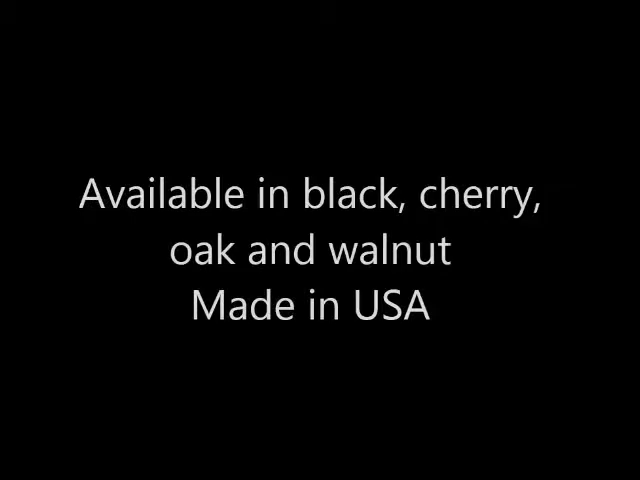 Available in black, cherry,
oak and walnut
Made in USA